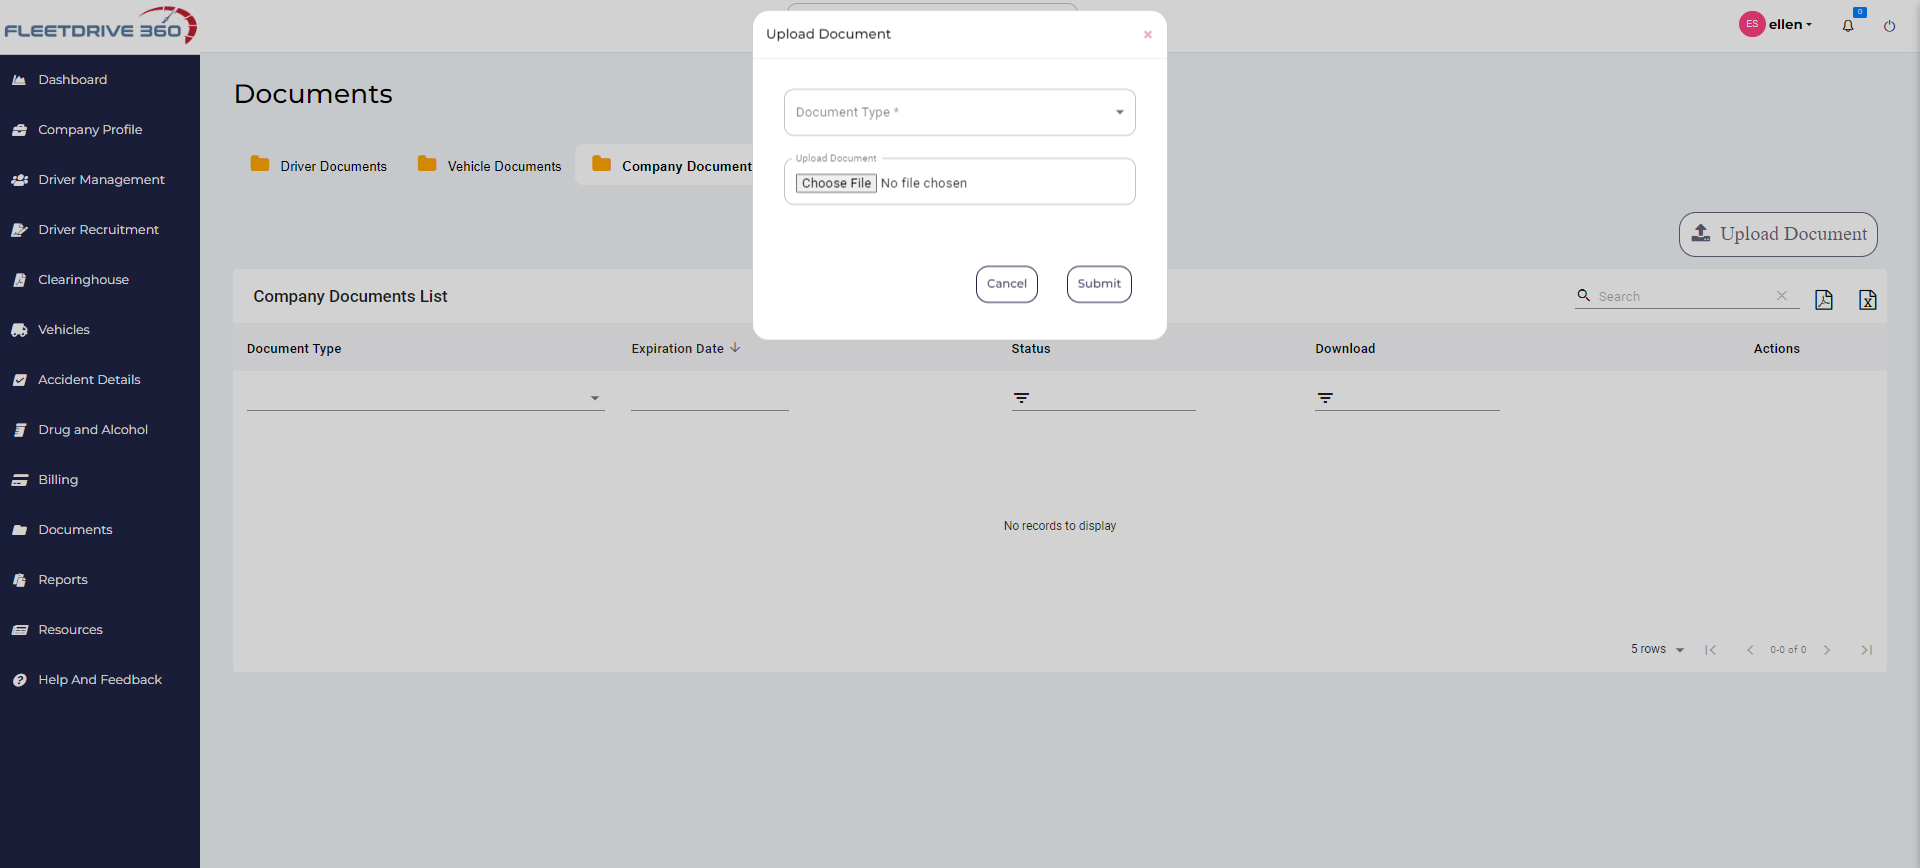 FLEETDRIVE 360
Upload Document
ES ellen
0
Dashboard
Company Profile
Driver Management
Driver Recruitment
Clearinghouse
Vehicles
Accident Details
Drug and Alcohol
Billing
Documents
Reports
Resources
Help And Feedback
Documents
Driver Documents Vehicle Documents Company Document
Document Type *
Upload Document
Choose File No file chosen
Cancel Submit
Upload Document
Company Documents List
Search
Document Type Expiration Date Status Download Actions
No records to display
5 rows 0-0 of 0